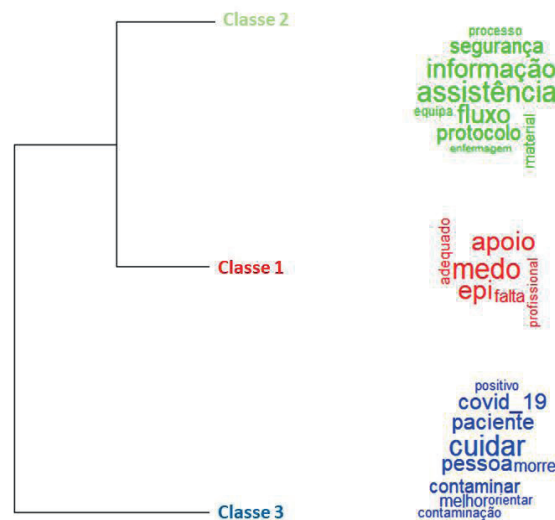 Classe 2
processo
segurança
informação
assistência
equipa fluxo
protocolo
material
enfermagem
Classe 1
adequado
apoio
medo
epi falta
profissional
Classe 3
positivo
covid_19
paciente
cuidar
pessoa morrer
contaminar
melhor orientar
contaminação